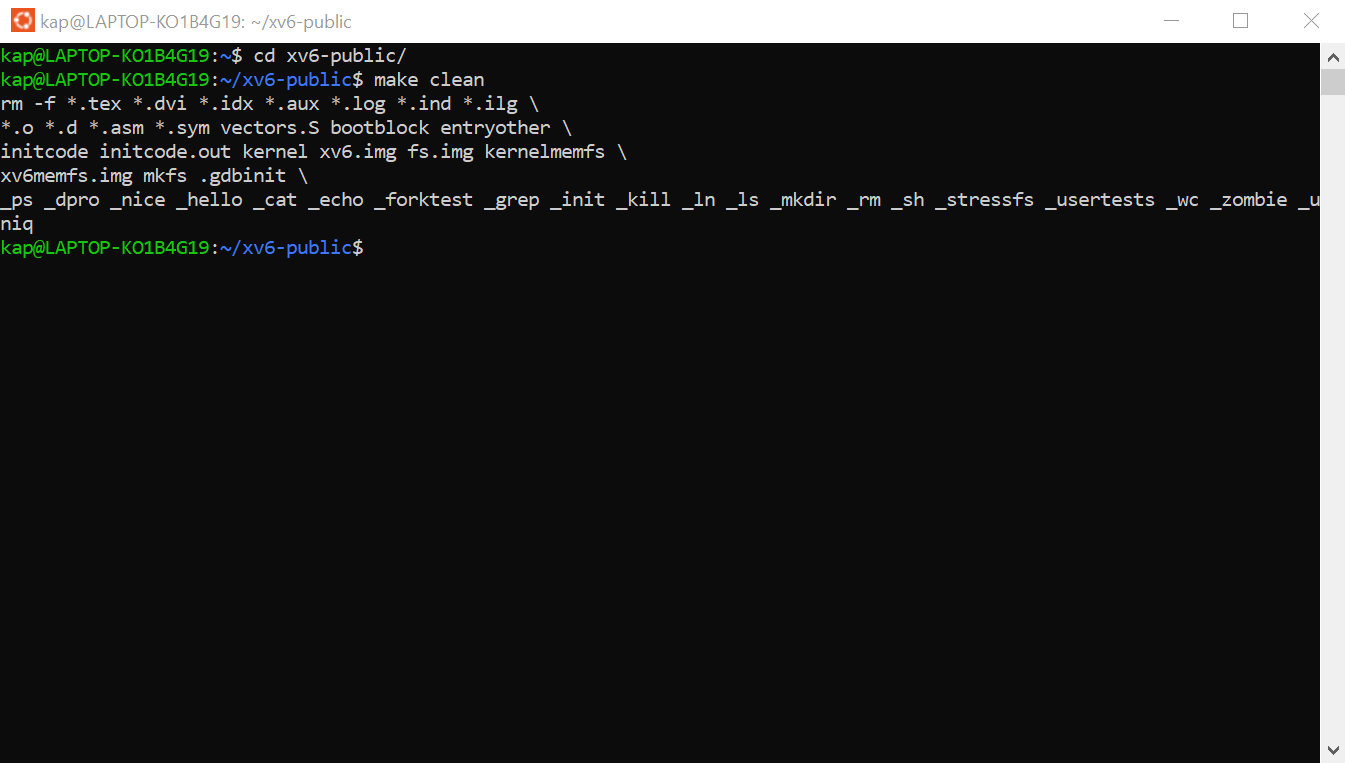 kap@LAPTOP-KO1B4G19: ~/xv6-public
kap@LAPTOP-KO1B4G19:~$ cd xv6-public/
kap@LAPTOP-KO1B4G19:~/xv6-public$ make clean
rm -f *.tex *.dvi *.idx *.aux *.log *.ind *.ilg \
*.o *.d *.asm *.sym vectors.S bootblock entryother \
initcode initcode.out kernel xv6.img fs.img kernelmemfs \
xv6memfs.img mkfs .gdbinit \
_ps _dpro _nice _hello _cat _echo _forktest _grep _init _kill _ln _ls _mkdir _rm _sh _stressfs _usertests _wc _zombie _u
niq
kap@LAPTOP-KO1B4G19:~/xv6-public$